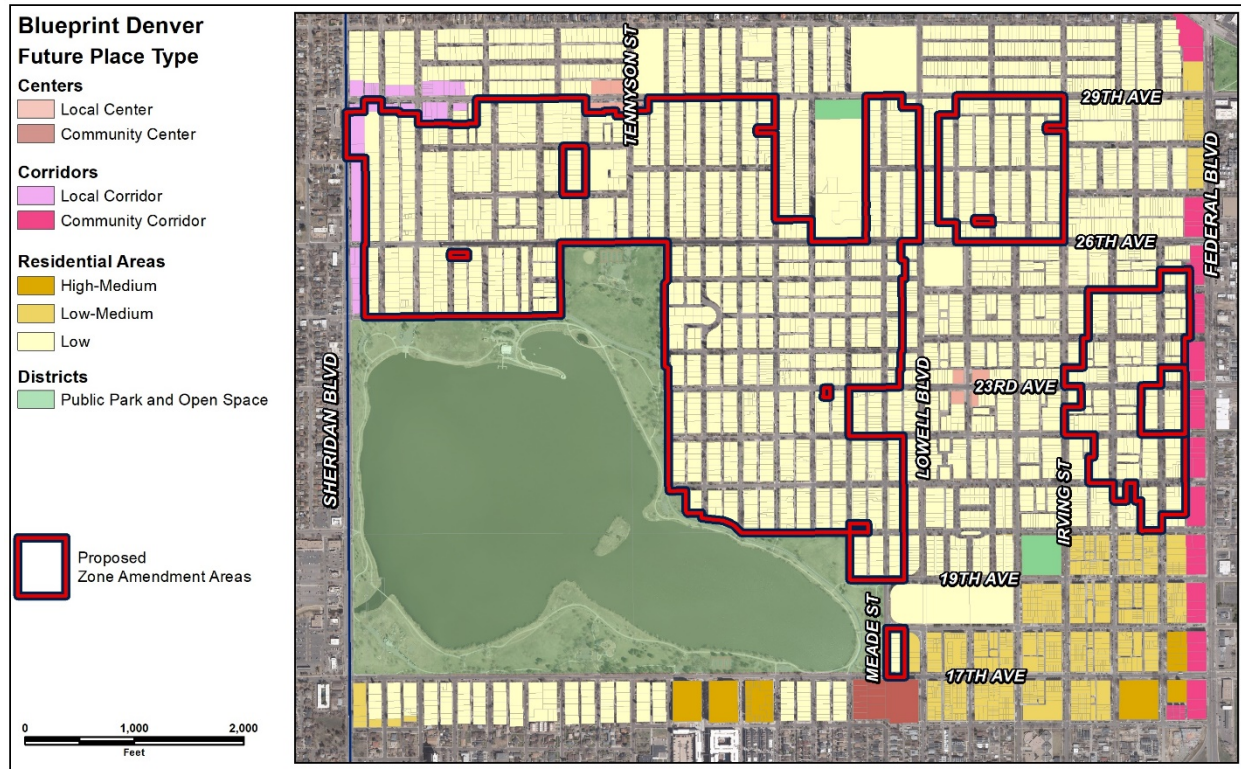 Blueprint Denver
Future Place Type
Centers
Local Center
Community Center
Corridors
Local Corridor
Community Corridor
Residential Areas
High-Medium
Low-Medium
Low
Districts
Public Park and Open Space
Proposed
Zone Amendment Areas
0 1,000 2,000
Feet
TENNYSON ST
29TH AVE
FEDERAL BLVD
26TH AVE
SHERIDAN BLVD
LOWELL BLVD
23RD AVE
IRVING ST
19TH AVE
MEADE ST
17TH AVE